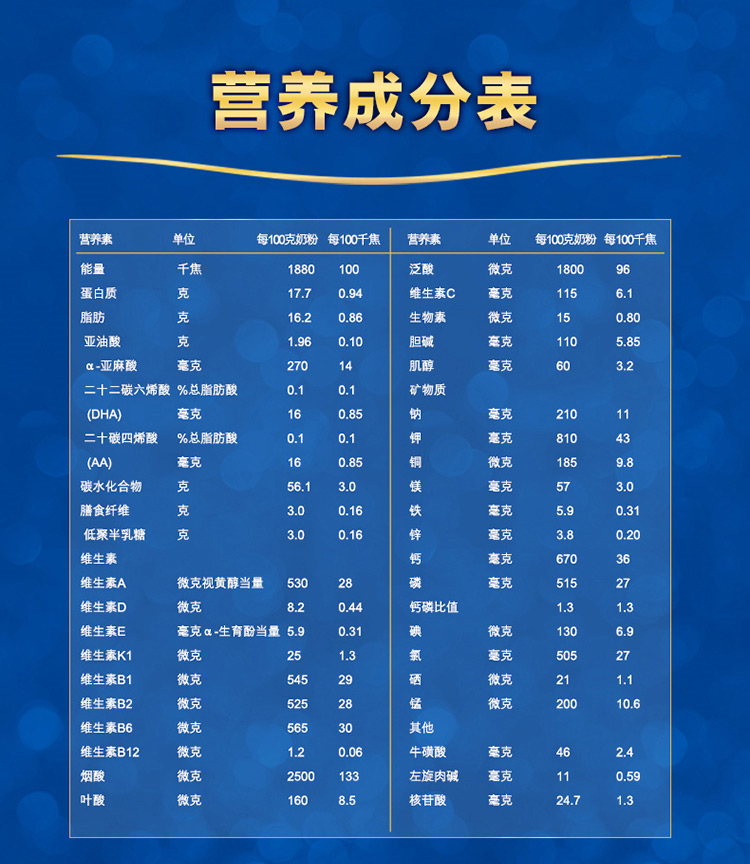 营养成分表
营养素 单位 每100克奶粉 每100千焦
能量 千焦 1880 100
蛋白质 克 17.7 0.94
脂肪 克 16.2 0.86
亚油酸 克 1.96 0.10
α-亚麻酸 毫克 270 14
二十二碳六烯酸 %总脂肪酸 0.1 0.1
(DHA) 毫克 16 0.85
二十碳四烯酸 %总脂肪酸 0.1 0.1
(AA) 毫克 16 0.85
碳水化合物 克 56.1 3.0
膳食纤维 克 3.0 0.16
低聚半乳糖 克 3.0 0.16
维生素
维生素A 微克视黄醇当量 530 28
维生素D 微克 8.2 0.44
维生素E 毫克α-生育酚当量 5.9 0.31
维生素K1 微克 25 1.3
维生素B1 微克 545 29
维生素B2 微克 525 28
维生素B6 微克 565 30
维生素B12 微克 1.2 0.06
烟酸 微克 2500 133
叶酸 微克 160 8.5
营养素 单位 每100克奶粉 每100千焦
泛酸 微克 1800 96
维生素C 毫克 115 6.1
生物素 微克 15 0.80
胆碱 毫克 110 5.85
肌醇 毫克 60 3.2
矿物质
钠 毫克 210 11
钾 毫克 810 43
铜 微克 185 9.8
镁 毫克 57 3.0
铁 毫克 5.9 0.31
锌 毫克 3.8 0.20
钙 毫克 670 36
磷 毫克 515 27
钙磷比值 1.3 1.3
碘 微克 130 6.9
氯 毫克 505 27
硒 微克 21 1.1
锰 微克 200 10.6
其他
牛磺酸 毫克 46 2.4
左旋肉碱 毫克 11 0.59
核苷酸 毫克 24.7 1.3